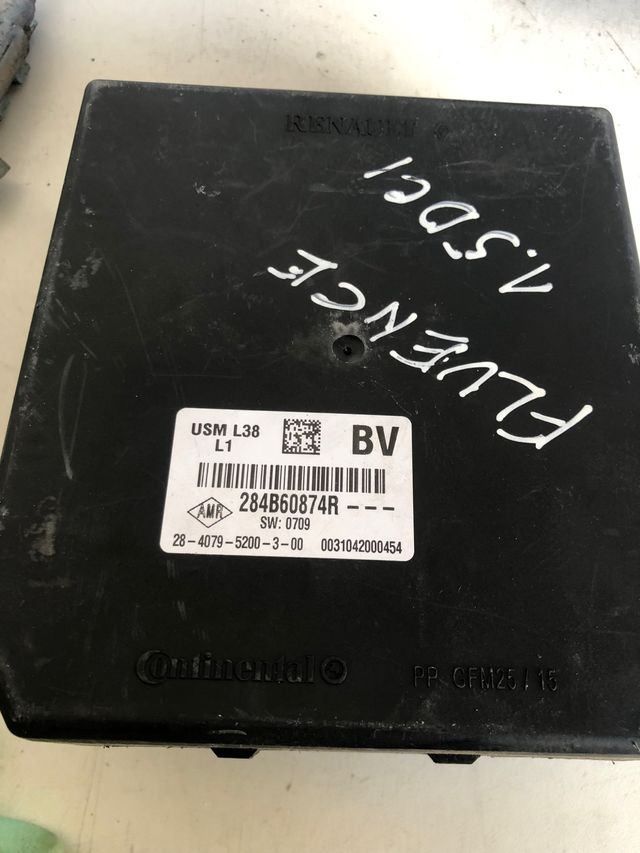 RENAULT
1.5DCI
FLUENCE
USM L38
L1
BV
284B60874R---
AMR
SW: 0709
28-4079-5200-3-00 0031042000454
Continental
PP CFM25/15